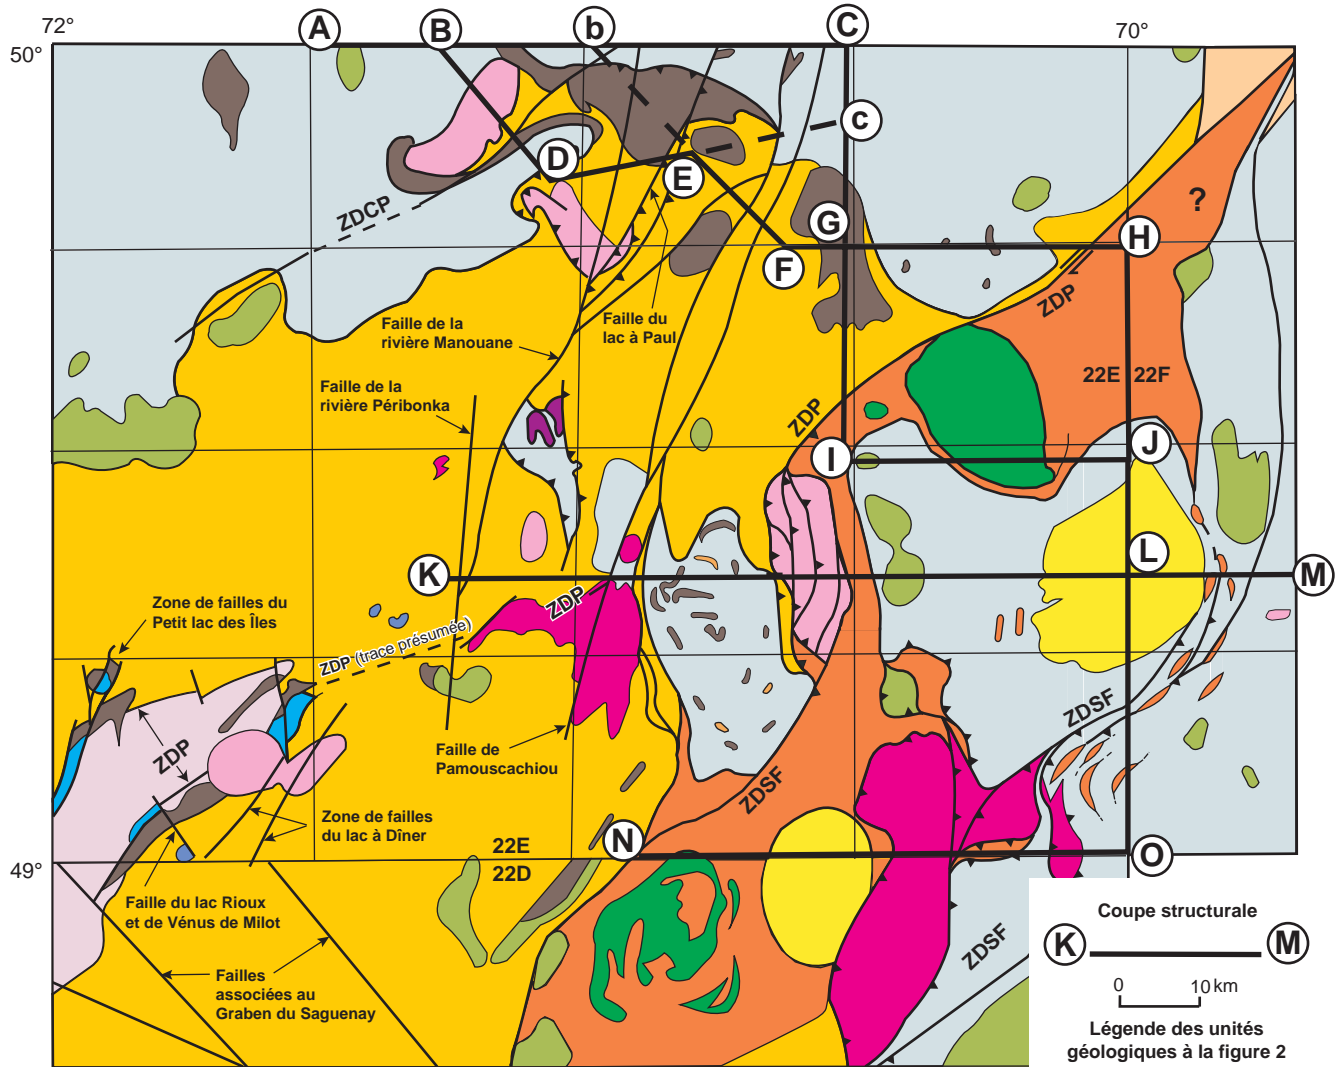 72°
A
B
b
C
70°
50°
c
D
E
ZDCP
?
G
H
F
ZDP
Faille de la
rivière Manouane
Faille du
lac à Paul
Faille de la
rivière Péribonka
22E
22F
ZDP
I
J
L
K
M
ZDP
Zone de failles du
Petit lac des Îles
ZDP (trace présumée)
ZDSF
ZDP
Faille de
Pamouscachiou
ZDSF
Zone de failles
du lac à Dîner
22E
22D
N
O
49°
Faille du lac Rioux
et de Vénus de Milot
ZDSF
Failles
associées au
Graben du Saguenay
Coupe structurale
K
M
0
10 km
Légende des unités
géologiques à la figure 2